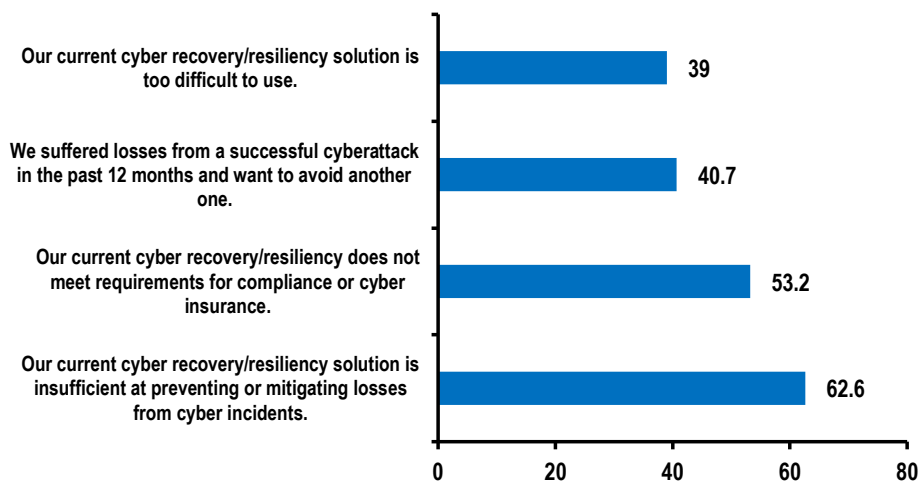 Our current cyber recovery/resiliency solution is
too difficult to use.
39
We suffered losses from a successful cyberattack
in the past 12 months and want to avoid another
one.
40.7
Our current cyber recovery/resiliency does not
meet requirements for compliance or cyber
insurance.
53.2
Our current cyber recovery/resiliency solution is
insufficient at preventing or mitigating losses
from cyber incidents.
62.6
0 20 40 60 80